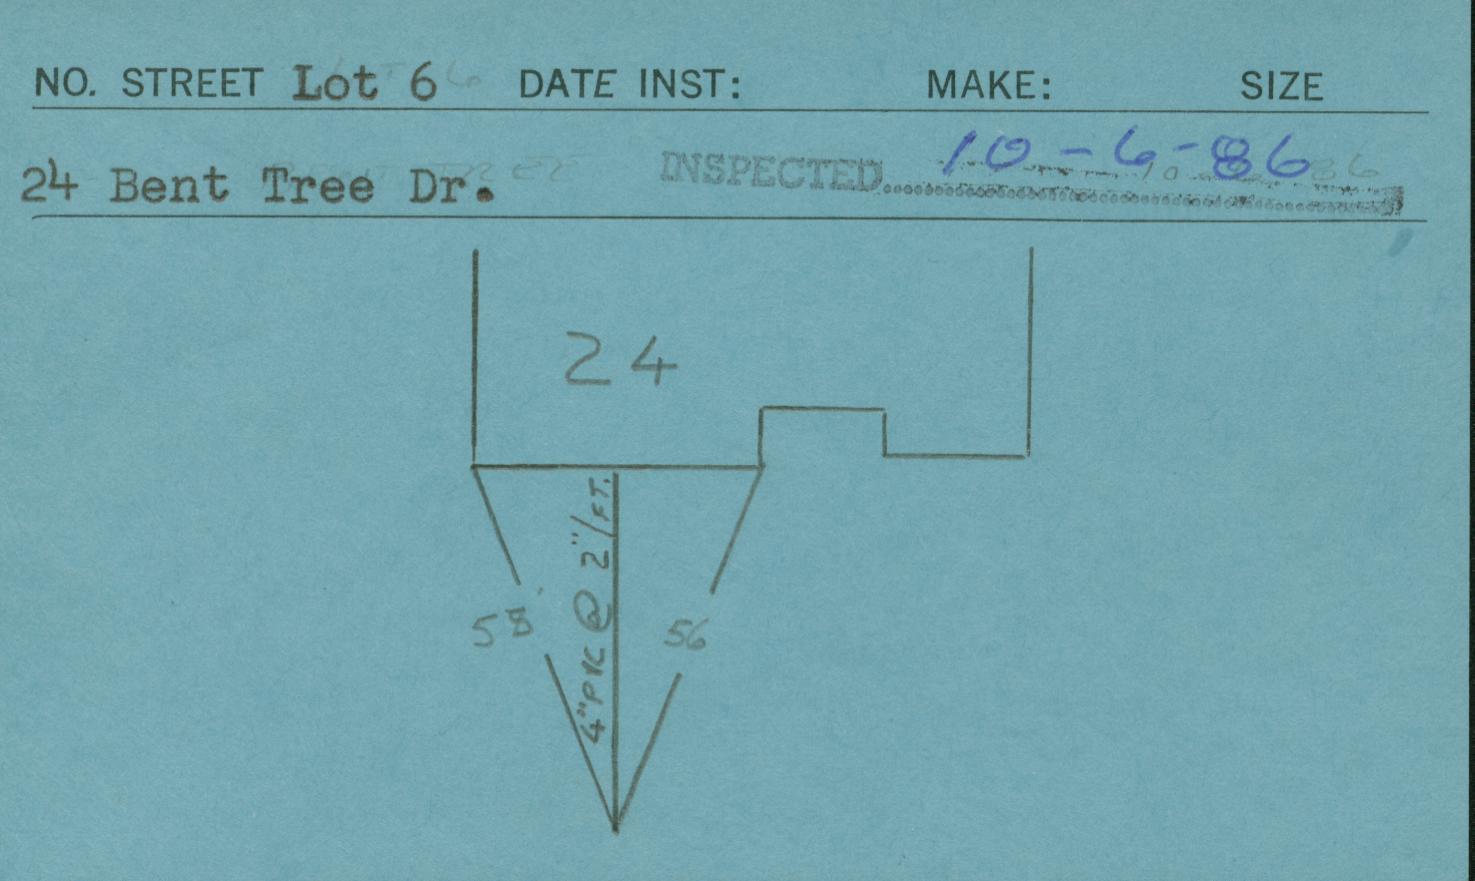 NO. STREET Lot 6 DATE INST: MAKE: SIZE
24 Bent Tree Dr. INSPECTED 10-6-86
24
4" PVC @ 2"/FT.
58
56